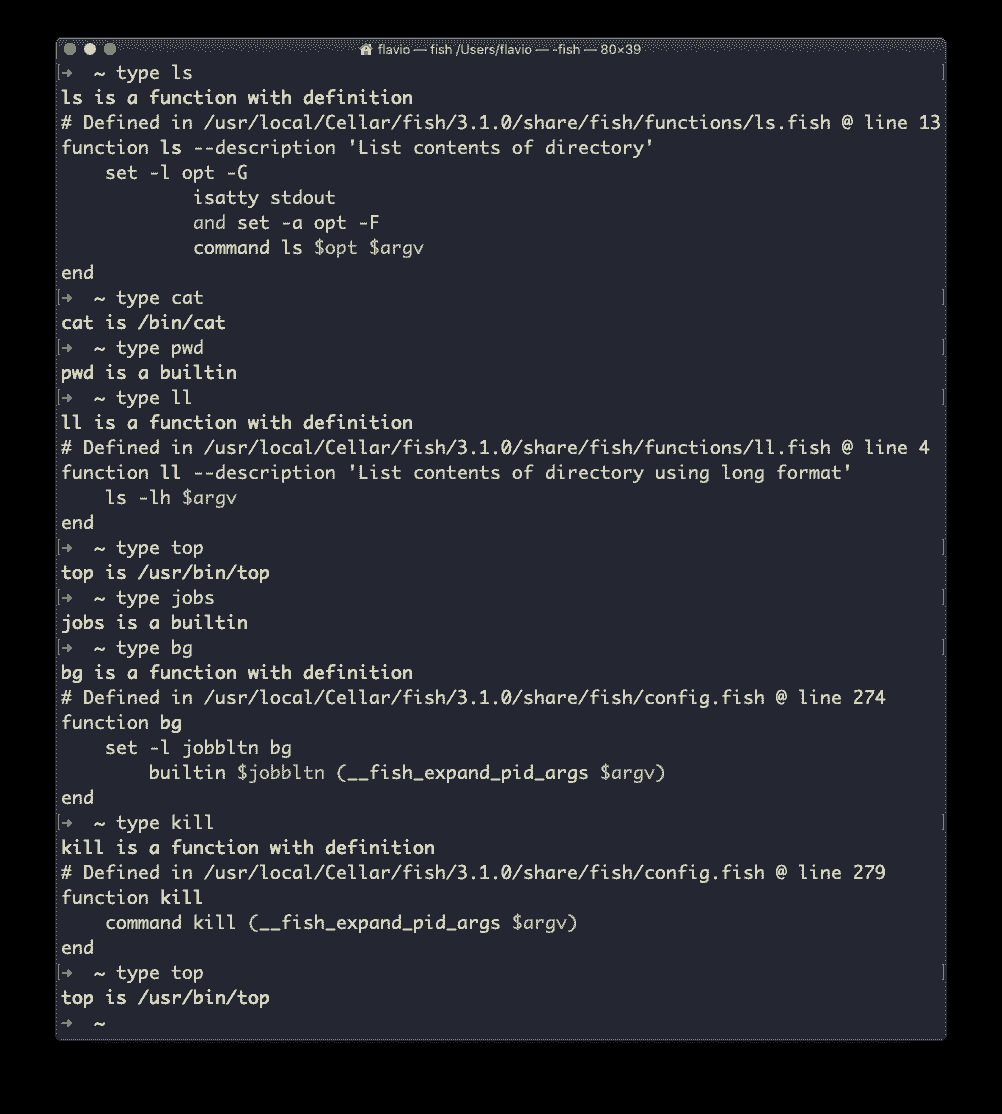 flavio — fish /Users/flavio — -fish — 80×39
[➜  ~ type ls ]
ls is a function with definition
# Defined in /usr/local/Cellar/fish/3.1.0/share/fish/functions/ls.fish @ line 13
function ls --description 'List contents of directory'
    set -l opt -G
            isatty stdout
            and set -a opt -F
            command ls $opt $argv
end
[➜  ~ type cat ]
cat is /bin/cat
[➜  ~ type pwd ]
pwd is a builtin
[➜  ~ type ll ]
ll is a function with definition
# Defined in /usr/local/Cellar/fish/3.1.0/share/fish/functions/ll.fish @ line 4
function ll --description 'List contents of directory using long format'
    ls -lh $argv
end
[➜  ~ type top ]
top is /usr/bin/top
[➜  ~ type jobs ]
jobs is a builtin
[➜  ~ type bg ]
bg is a function with definition
# Defined in /usr/local/Cellar/fish/3.1.0/share/fish/config.fish @ line 274
function bg
    set -l jobbltn bg
        builtin $jobbltn (__fish_expand_pid_args $argv)
end
[➜  ~ type kill ]
kill is a function with definition
# Defined in /usr/local/Cellar/fish/3.1.0/share/fish/config.fish @ line 279
function kill
    command kill (__fish_expand_pid_args $argv)
end
[➜  ~ type top ]
top is /usr/bin/top
➜  ~